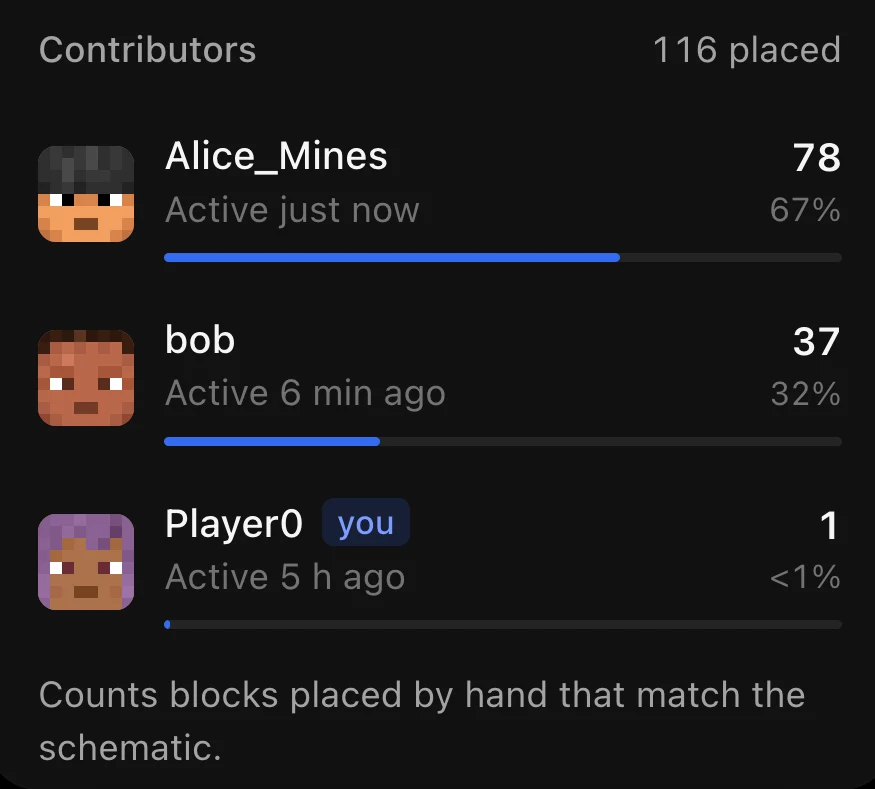 Contributors 116 placed
Alice_Mines 78
Active just now 67%
bob 37
Active 6 min ago 32%
Player0 you 1
Active 5 h ago <1%
Counts blocks placed by hand that match the
schematic.